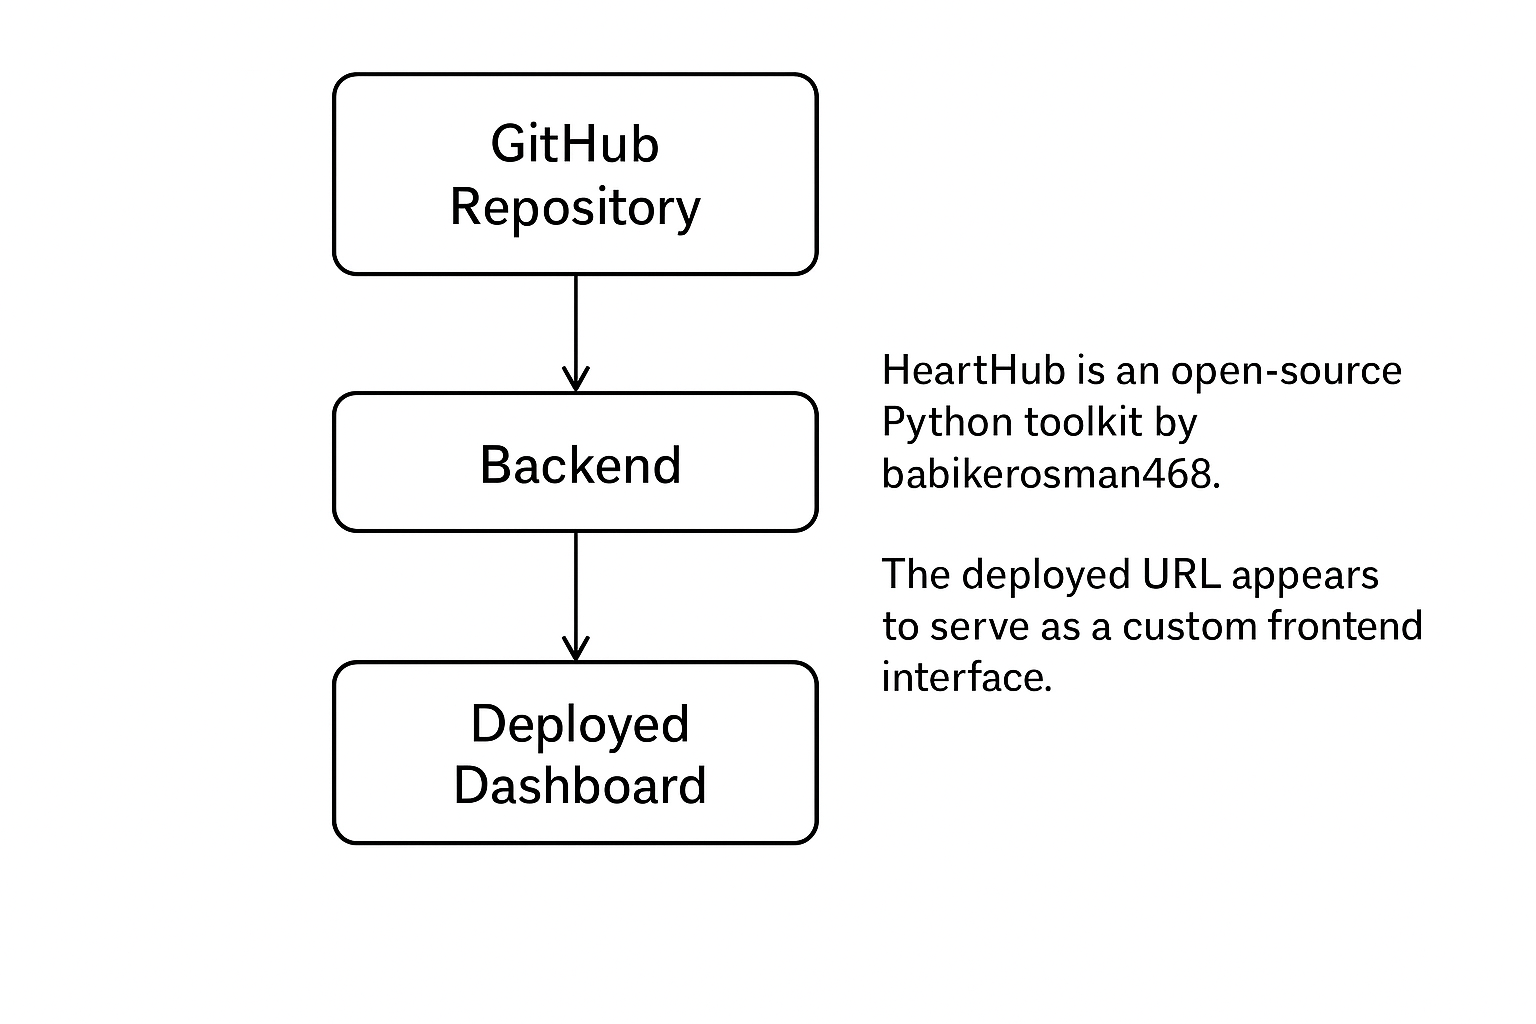 GitHub
Repository
Backend
Deployed
Dashboard
HeartHub is an open-source
Python toolkit by
babikerosman468.
The deployed URL appears
to serve as a custom frontend
interface.